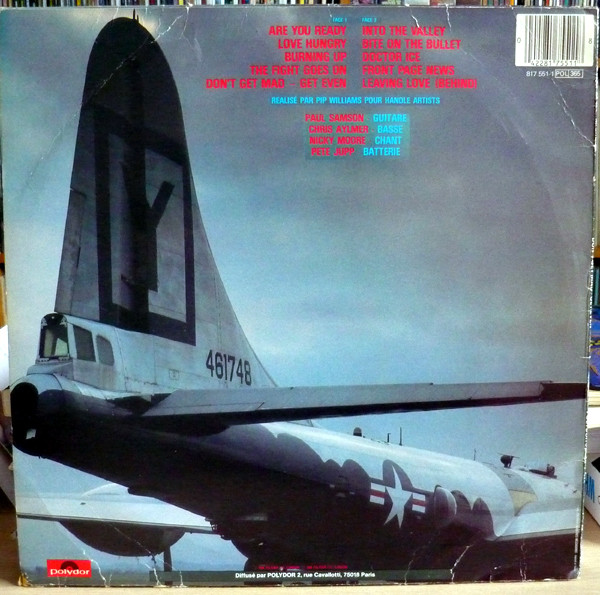 FACE 1
ARE YOU READY
LOVE HUNGRY
BURNING UP
THE FIGHT GOES ON
DON'T GET MAD - GET EVEN
FACE 2
INTO THE VALLEY
BITE ON THE BULLET
DOCTOR ICE
FRONT PAGE NEWS
LEAVING LOVE (BEHIND)
REALISE PAR PIP WILLIAMS POUR HANDLE ARTISTS
PAUL SAMSON GUITARE
CHRIS AYLMER BASSE
NICKY MOORE CHANT
PETE JUPP BATTERIE
817 551-1 POL 365
Y
461748
polydor
Diffusé par POLYDOR 2, rue Cavallotti, 75018 Paris